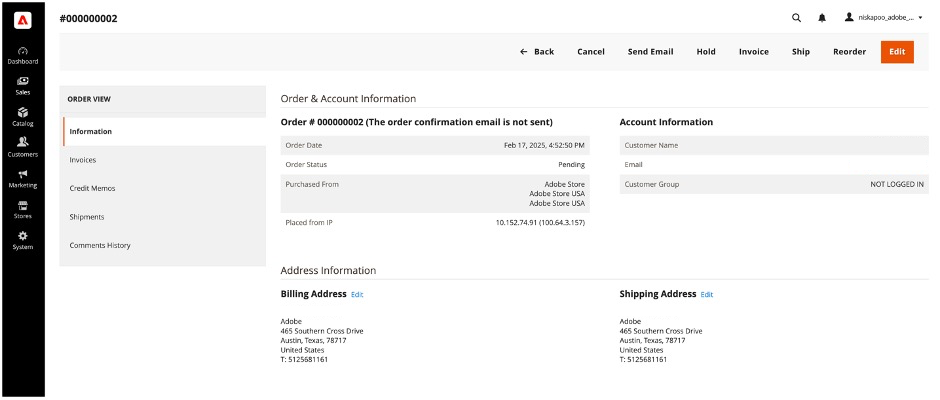 #000000002
niskapoo_adobe_...
Dashboard
Sales
Catalog
Customers
Marketing
Stores
System
Back Cancel Send Email Hold Invoice Ship Reorder Edit
ORDER VIEW
Information
Invoices
Credit Memos
Shipments
Comments History
Order & Account Information
Order # 000000002 (The order confirmation email is not sent)
Order Date Feb 17, 2025, 4:52:50 PM
Order Status Pending
Purchased From Adobe Store
Adobe Store USA
Adobe Store USA
Placed from IP 10.152.74.91 (100.64.3.157)
Account Information
Customer Name
Email
Customer Group NOT LOGGED IN
Address Information
Billing Address Edit
Adobe
465 Southern Cross Drive
Austin, Texas, 78717
United States
T: 5125681161
Shipping Address Edit
Adobe
465 Southern Cross Drive
Austin, Texas, 78717
United States
T: 5125681161